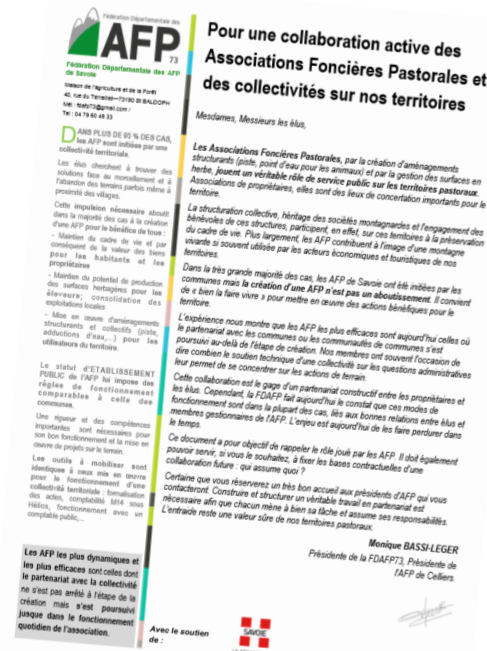 Fédération Départementale des
AFP
73
Fédération Départementale des AFP
de Savoie
Maison de l'agriculture et de la Forêt
40, rue du Terraillet—73190 St BALDOPH
Mél : fdafp73@gmail.com /
Tel : 04 79 60 49 33
DANS PLUS DE 95 % DES CAS,
les AFP sont initiées par une
collectivité territoriale.
Les élus cherchent à trouver des
solutions face au morcellement et à
l'abandon des terrains parfois même à
proximité des villages.
Cette impulsion nécessaire aboutit
dans la majorité des cas à la création
d'une AFP pour le bénéfice de tous :
- Maintien du cadre de vie et par
conséquent de la valeur des biens
pour les habitants et les
propriétaires
- Maintien du potentiel de production
des surfaces herbagères pour les
éleveurs; consolidation des
exploitations locales
- Mise en œuvre d'aménagements
structurants et collectifs (piste,
adductions d'eau,...) pour les
utilisateurs du territoire.
Le statut d'ETABLISSEMENT
PUBLIC de l'AFP lui impose des
règles de fonctionnement
comparables à celle des
communes.
Une rigueur et des compétences
importantes sont nécessaires pour
son bon fonctionnement et la mise en
œuvre de projets sur le terrain.
Les outils à mobiliser sont
identiques à ceux mis en œuvre
pour le fonctionnement d'une
collectivité territoriale : formalisation
des actes, comptabilité M14 sous
Hélios, fonctionnement avec un
comptable public,...
Les AFP les plus dynamiques et
les plus efficaces sont celles dont
le partenariat avec la collectivité
ne s'est pas arrêté à l'étape de la
création mais s'est poursuivi
jusque dans le fonctionnement
quotidien de l'association.
Pour une collaboration active des
Associations Foncières Pastorales et
des collectivités sur nos territoires
Mesdames, Messieurs les élus,
Les Associations Foncières Pastorales, par la création d'aménagements
structurants (piste, point d'eau pour les animaux) et par la gestion des surfaces en
herbe, jouent un véritable rôle de service public sur les territoires pastoraux.
Associations de propriétaires, elles sont des lieux de concertation importants pour le
territoire.
La structuration collective, héritage des sociétés montagnardes et l'engagement des
bénévoles de ces structures, participent, en effet, sur ces territoires à la préservation
du cadre de vie. Plus largement, les AFP contribuent à l'image d'une montagne
vivante si souvent utilisée par les acteurs économiques et touristiques de nos
territoires.
Dans la très grande majorité des cas, les AFP de Savoie ont été initiées par les
communes mais la création d'une AFP n'est pas un aboutissement. Il convient
de « bien la faire vivre » pour mettre en œuvre des actions bénéfiques pour le
territoire.
L'expérience nous montre que les AFP les plus efficaces sont aujourd'hui celles où
le partenariat avec les communes ou les communautés de communes s'est
poursuivi au-delà de l'étape de création. Nos membres ont souvent l'occasion de
dire combien le soutien technique d'une collectivité sur les questions administratives
leur permet de se concentrer sur les actions de terrain.
Cette collaboration est le gage d'un partenariat constructif entre les propriétaires et
les élus. Cependant, la FDAFP fait aujourd'hui le constat que ces modes de
fonctionnement sont dans la plupart des cas, liés aux bonnes relations entre élus et
membres gestionnaires de l'AFP. L'enjeu est aujourd'hui de les faire perdurer dans
le temps.
Ce document a pour objectif de rappeler le rôle joué par les AFP. Il doit également
pouvoir servir, si vous le souhaitez, à fixer les bases contractuelles d'une
collaboration future : qui assume quoi ?
Certaine que vous réserverez un très bon accueil aux présidents d'AFP qui vous
contacteront. Construire et structurer un véritable travail en partenariat est
nécessaire afin que chacun mène à bien sa tâche et assume ses responsabilités.
L'entraide reste une valeur sûre de nos territoires pastoraux.
Monique BASSI-LEGER
Présidente de la FDAFP73, Présidente de
l'AFP de Celliers.
Avec le soutien
de :
SAVOIE